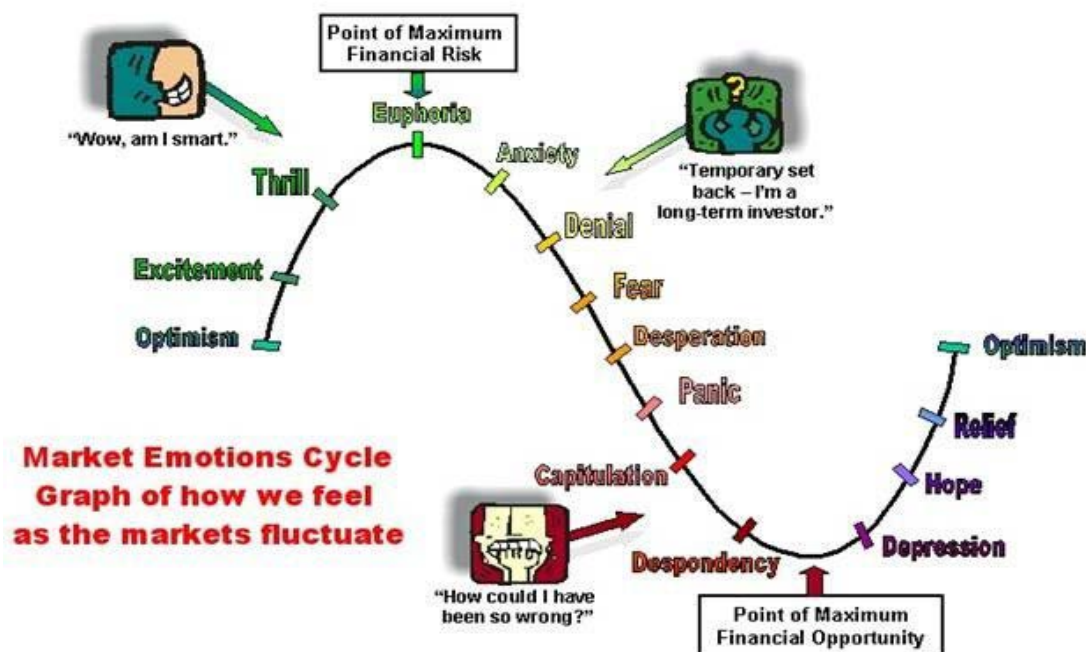 Point of Maximum
Financial Risk
"Wow, am I smart."
Euphoria
Anxiety
"Temporary set
back – I'm a
long-term investor."
Thrill
Denial
Excitement
Fear
Optimism
Desperation
Optimism
Panic
Relief
Market Emotions Cycle
Graph of how we feel
as the markets fluctuate
Capitulation
Hope
Despondency
Depression
"How could I have
been so wrong?"
Point of Maximum
Financial Opportunity